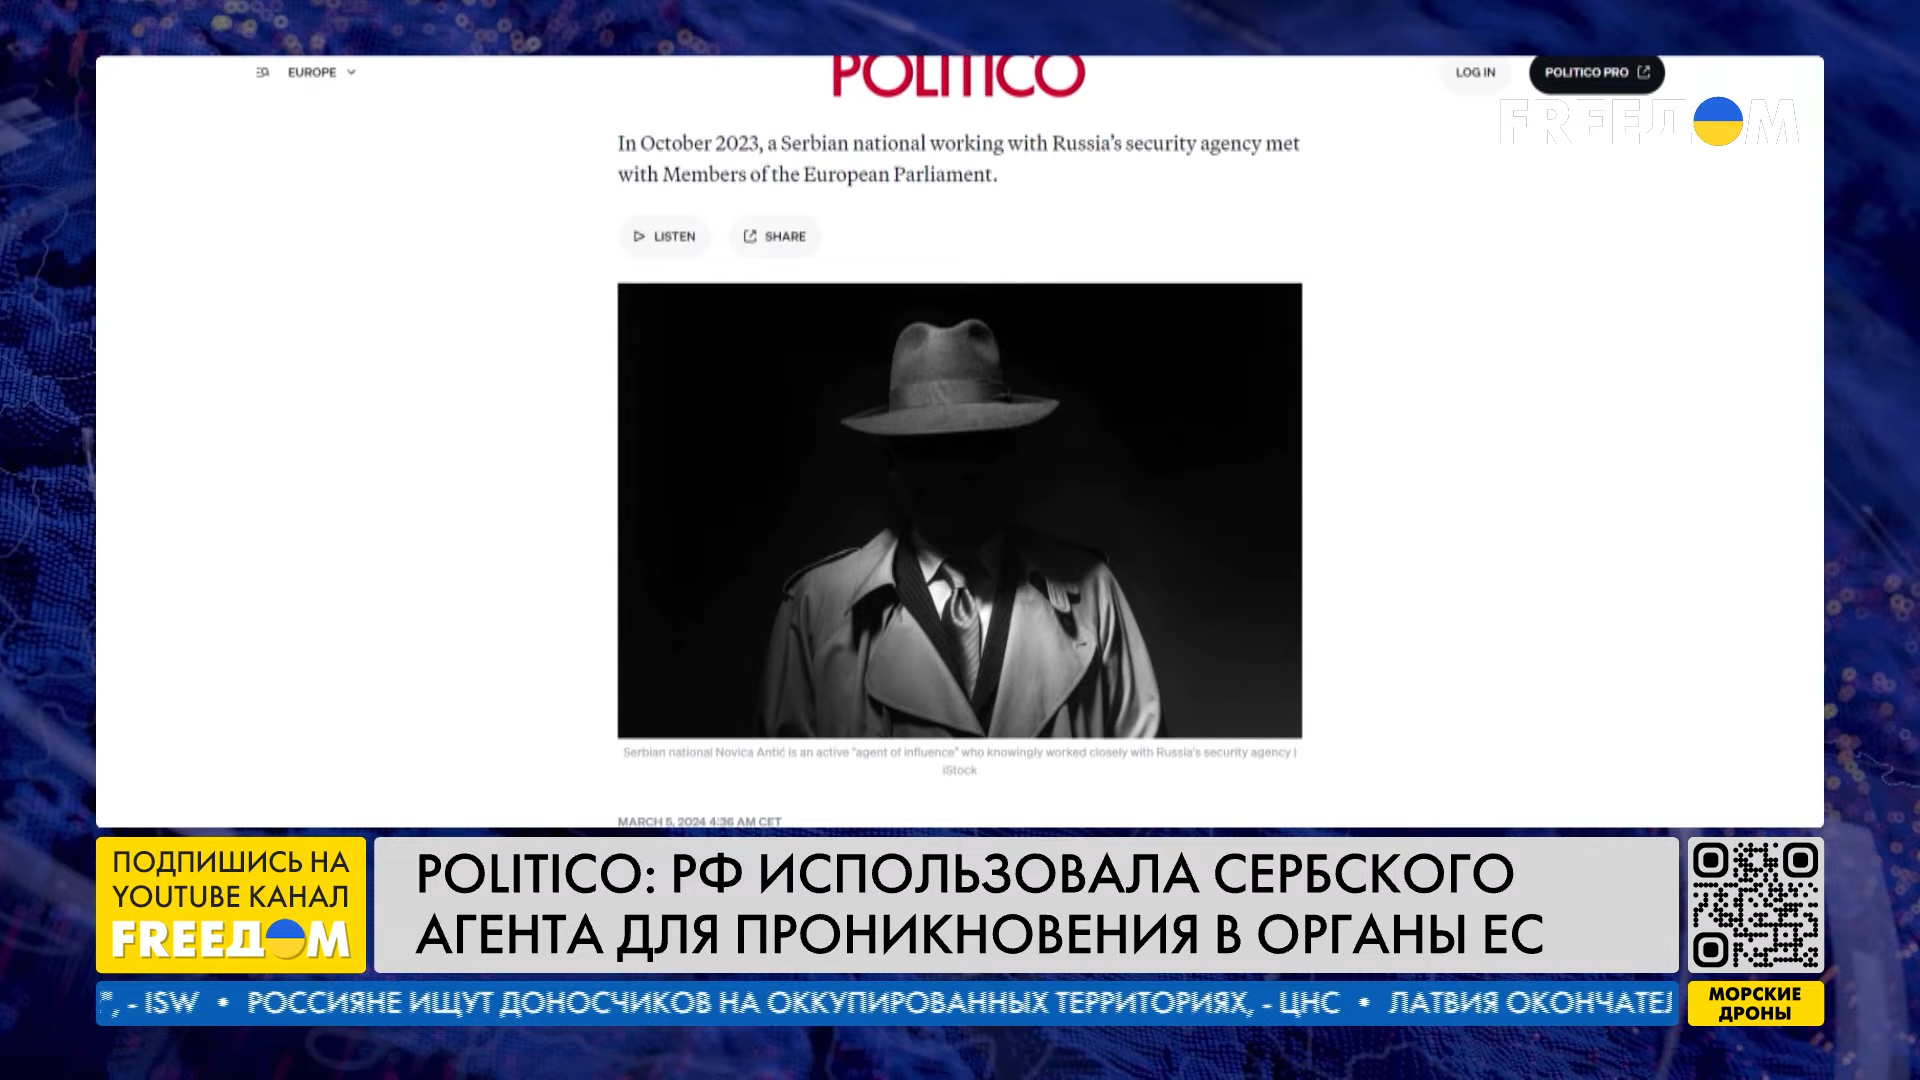 EUROPE
POLITICO
LOG IN
POLITICO PRO
FREEДOM
In October 2023, a Serbian national working with Russia's security agency met
with Members of the European Parliament.
LISTEN
SHARE
Serbian national Novica Antić is an active "agent of influence" who knowingly worked closely with Russia's security agency |
iStock
MARCH 5, 2024 4:36 AM CET
ПОДПИШИСЬ НА
YOUTUBE КАНАЛ
FREEДOM
POLITICO: РФ ИСПОЛЬЗОВАЛА СЕРБСКОГО
АГЕНТА ДЛЯ ПРОНИКНОВЕНИЯ В ОРГАНЫ ЕС
", - ISW • РОССИЯНЕ ИЩУТ ДОНОСЧИКОВ НА ОККУПИРОВАННЫХ ТЕРРИТОРИЯХ, - ЦНС • ЛАТВИЯ ОКОНЧАТЕЛ
МОРСКИЕ
ДРОНЫ